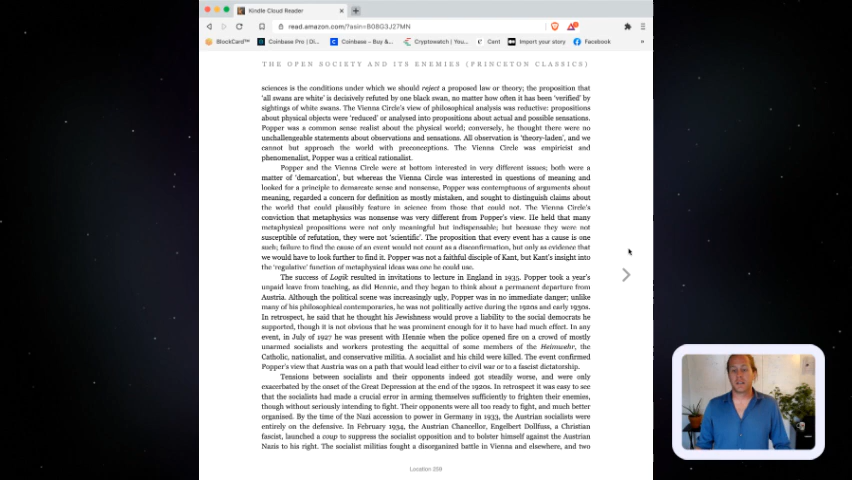 Kindle Cloud Reader
read.amazon.com/?asin=B08G3J27MN
BlockCard™
Coinbase Pro | Di...
Coinbase – Buy &...
Cryptowatch | You...
Cent
Import your story
Facebook
THE OPEN SOCIETY AND ITS ENEMIES (PRINCETON CLASSICS)
sciences is the conditions under which we should reject a proposed law or theory; the proposition that
'all swans are white' is decisively refuted by one black swan, no matter how often it has been 'verified' by
sightings of white swans. The Vienna Circle's view of philosophical analysis was reductive: propositions
about physical objects were 'reduced' or analysed into propositions about actual and possible sensations.
Popper was a common sense realist about the physical world; conversely, he thought there were no
unchallengeable statements about observations and sensations. All observation is 'theory-laden', and we
cannot but approach the world with preconceptions. The Vienna Circle was empiricist and
phenomenalist, Popper was a critical rationalist.
Popper and the Vienna Circle were at bottom interested in very different issues; both were a
matter of 'demarcation', but whereas the Vienna Circle was interested in questions of meaning and
looked for a principle to demarcate sense and nonsense, Popper was contemptuous of arguments about
meaning, regarded a concern for definition as mostly mistaken, and sought to distinguish claims about
the world that could plausibly feature in science from those that could not. The Vienna Circle's
conviction that metaphysics was nonsense was very different from Popper's view. He held that many
metaphysical propositions were not only meaningful but indispensable; but because they were not
susceptible of refutation, they were not 'scientific'. The proposition that every event has a cause is one
such; failure to find the cause of an event would not count as a disconfirmation, but only as evidence that
we would have to look further to find it. Popper was not a faithful disciple of Kant, but Kant's insight into
the 'regulative' function of metaphysical ideas was one he could use.
The success of Logik resulted in invitations to lecture in England in 1935. Popper took a year's
unpaid leave from teaching, as did Hennie, and they began to think about a permanent departure from
Austria. Although the political scene was increasingly ugly, Popper was in no immediate danger; unlike
many of his philosophical contemporaries, he was not politically active during the 1920s and early 1930s.
In retrospect, he said that he thought his Jewishness would prove a liability to the social democrats he
supported, though it is not obvious that he was prominent enough for it to have had much effect. In any
event, in July of 1927 he was present with Hennie when the police opened fire on a crowd of mostly
unarmed socialists and workers protesting the acquittal of some members of the Heimwehr, the
Catholic, nationalist, and conservative militia. A socialist and his child were killed. The event confirmed
Popper's view that Austria was on a path that would lead either to civil war or to a fascist dictatorship.
Tensions between socialists and their opponents indeed got steadily worse, and were only
exacerbated by the onset of the Great Depression at the end of the 1920s. In retrospect it was easy to see
that the socialists had made a crucial error in arming themselves sufficiently to frighten their enemies,
though without seriously intending to fight. Their opponents were all too ready to fight, and much better
organised. By the time of the Nazi accession to power in Germany in 1933, the Austrian socialists were
entirely on the defensive. In February 1934, the Austrian Chancellor, Engelbert Dollfuss, a Christian
fascist, launched a coup to suppress the socialist opposition and to bolster himself against the Austrian
Nazis to his right. The socialist militias fought a disorganized battle in Vienna and elsewhere, and two
Location 259